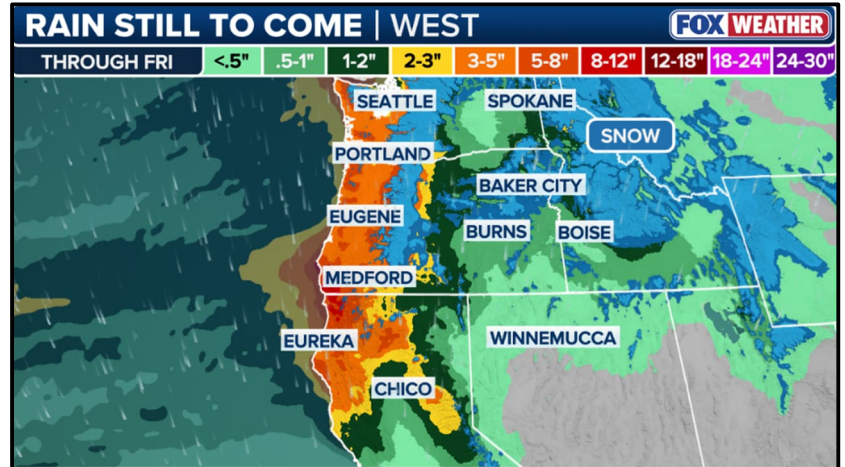 RAIN STILL TO COME | WEST
FOX WEATHER
THROUGH FRI <.5" .5-1" 1-2" 2-3" 3-5" 5-8" 8-12" 12-18" 18-24" 24-30"
SEATTLE
SPOKANE
SNOW
PORTLAND
BAKER CITY
EUGENE
BURNS
BOISE
MEDFORD
EUREKA
WINNEMUCCA
CHICO